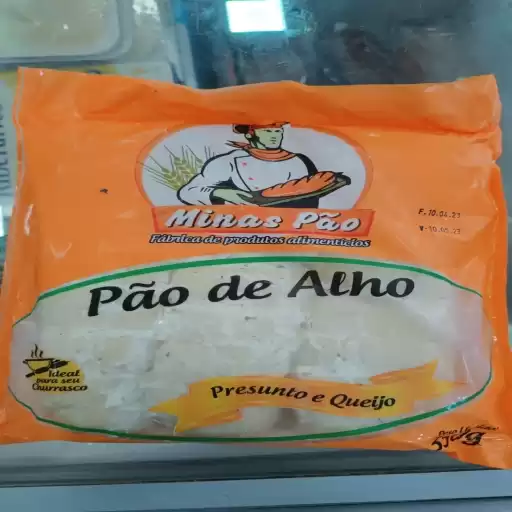 Minas Pão
Fábrica de produtos alimentícios
Pão de Alho
Ideal
para seu
Churrasco
Presunto e Queijo